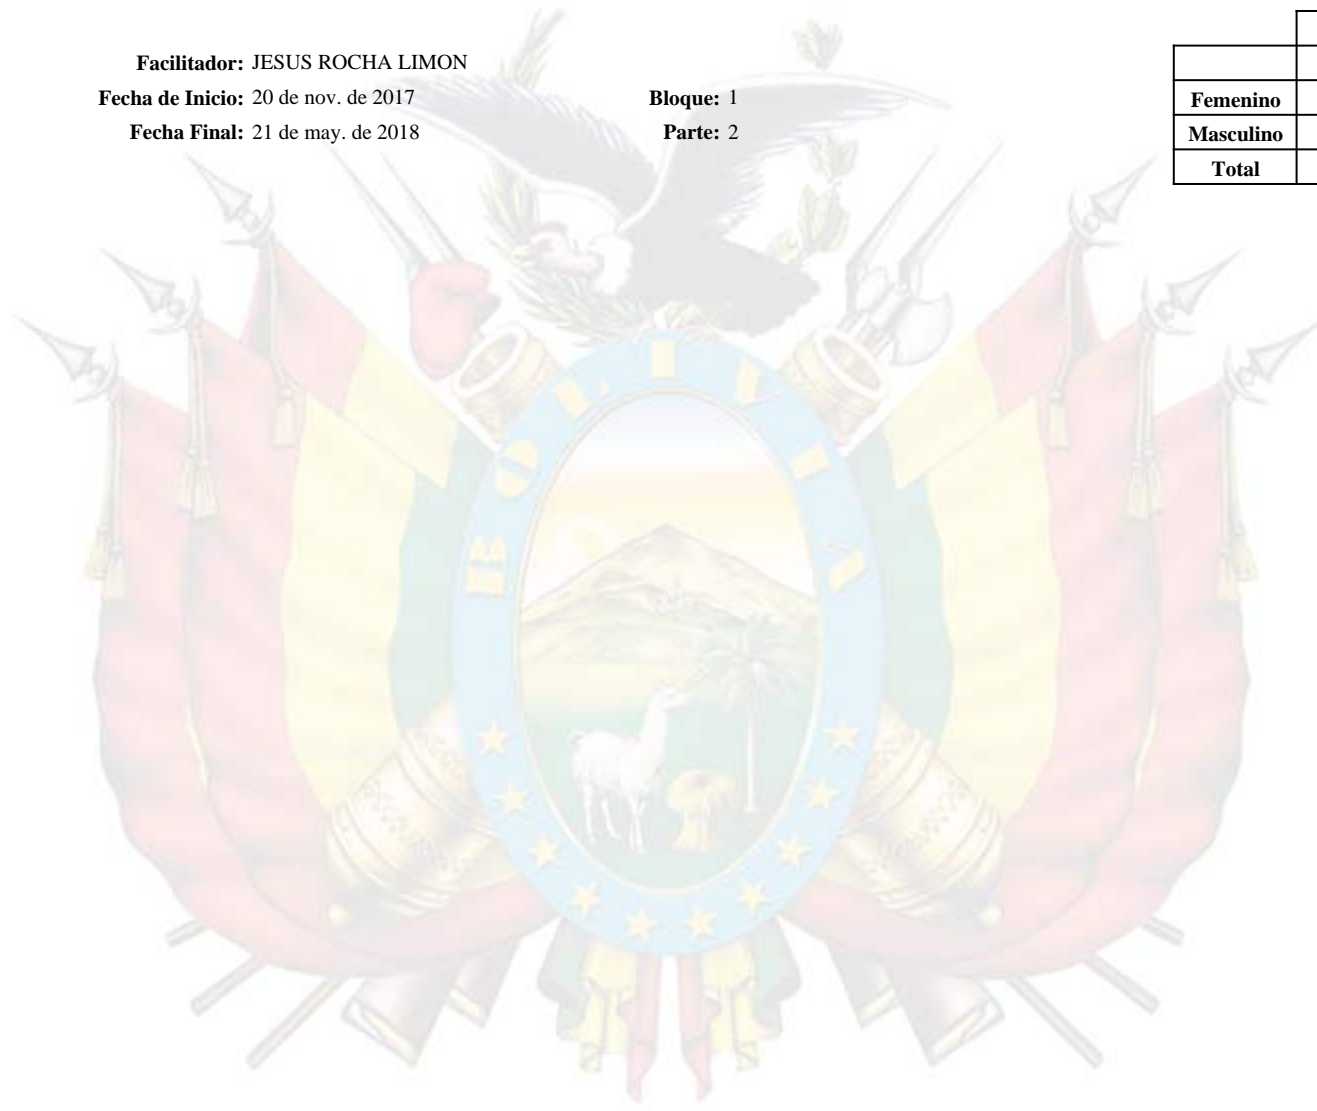 Facilitador: JESUS ROCHA LIMON
Fecha de Inicio: 20 de nov. de 2017 Bloque: 1
Fecha Final: 21 de may. de 2018 Parte: 2
Femenino
Masculino
Total
BOLIVIA